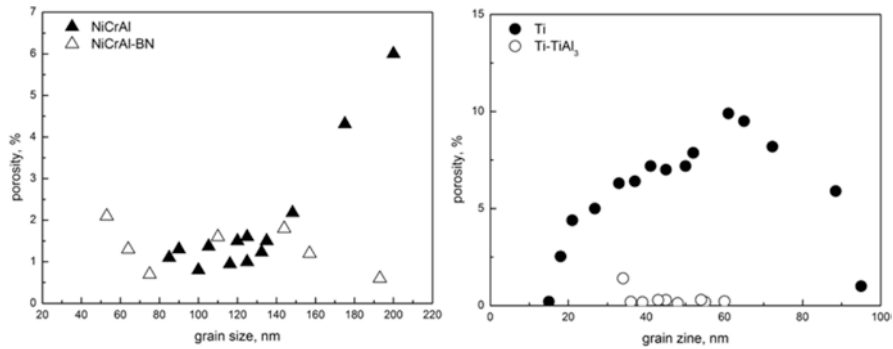 NiCrAl
NiCrAl-BN
7
6
5
4
3
2
1
0
porosity, %
20 40 60 80 100 120 140 160 180 200 220
grain size, nm
Ti
Ti-TiAl₃
15
10
5
0
porosity, %
0 20 40 60 80 100
grain zine, nm